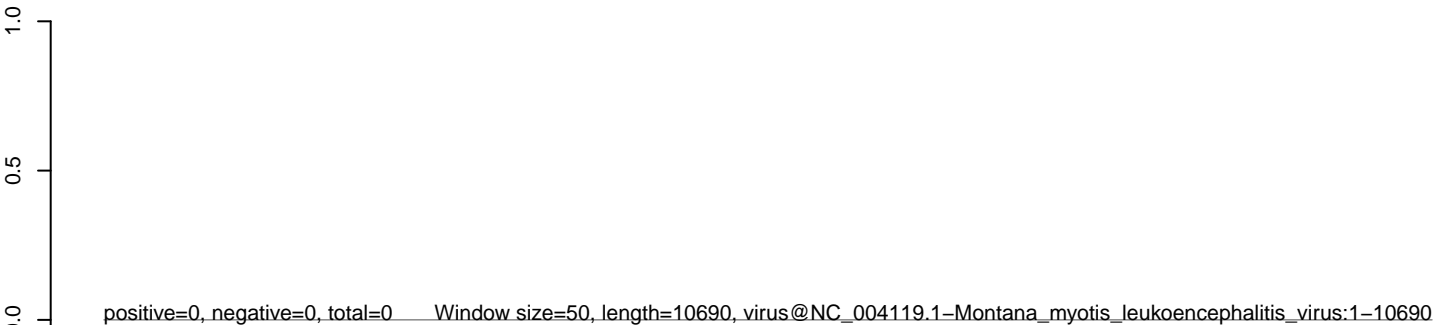 1.0
0.5
0.0
positive=0, negative=0, total=0 Window size=50, length=10690, virus@NC_004119.1−Montana_myotis_leukoencephalitis_virus:1−10690